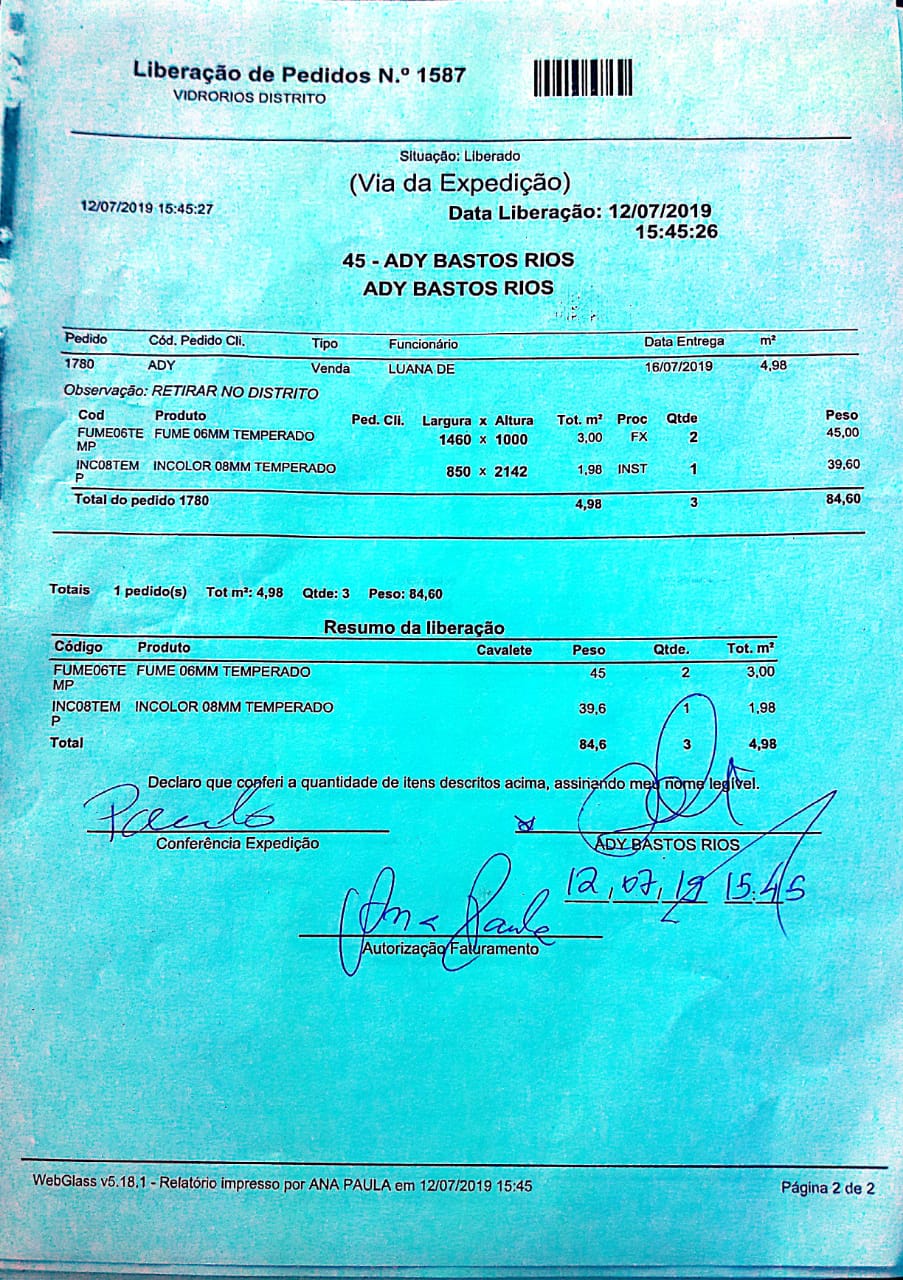 Liberação de Pedidos N.º 1587
VIDRORIOS DISTRITO
Situação: Liberado
(Via da Expedição)
12/07/2019 15:45:27 Data Liberação: 12/07/2019
15:45:26
45 - ADY BASTOS RIOS
ADY BASTOS RIOS
Pedido Cód. Pedido Cli. Tipo Funcionário Data Entrega m²
1780 ADY Venda LUANA DE 16/07/2019 4,98
Observação: RETIRAR NO DISTRITO
Cod Produto Ped. Cli. Largura x Altura Tot. m² Proc Qtde Peso
FUME06TE FUME 06MM TEMPERADO 1460 x 1000 3,00 FX 2 45,00
MP
INC08TEM INCOLOR 08MM TEMPERADO 850 x 2142 1,98 INST 1 39,60
P
Total do pedido 1780 4,98 3 84,60
Totais 1 pedido(s) Tot m²: 4,98 Qtde: 3 Peso: 84,60
Resumo da liberação
Código Produto Cavalete Peso Qtde. Tot. m²
FUME06TE FUME 06MM TEMPERADO 45 2 3,00
MP
INC08TEM INCOLOR 08MM TEMPERADO 39,6 1 1,98
P
Total 84,6 3 4,98
Declaro que conferi a quantidade de itens descritos acima, assinando meu nome legível.
Conferência Expedição ADY BASTOS RIOS
12,07,19 15:45
Ana Paula
Autorização Faturamento
WebGlass v5.18.1 - Relatório impresso por ANA PAULA em 12/07/2019 15:45 Página 2 de 2